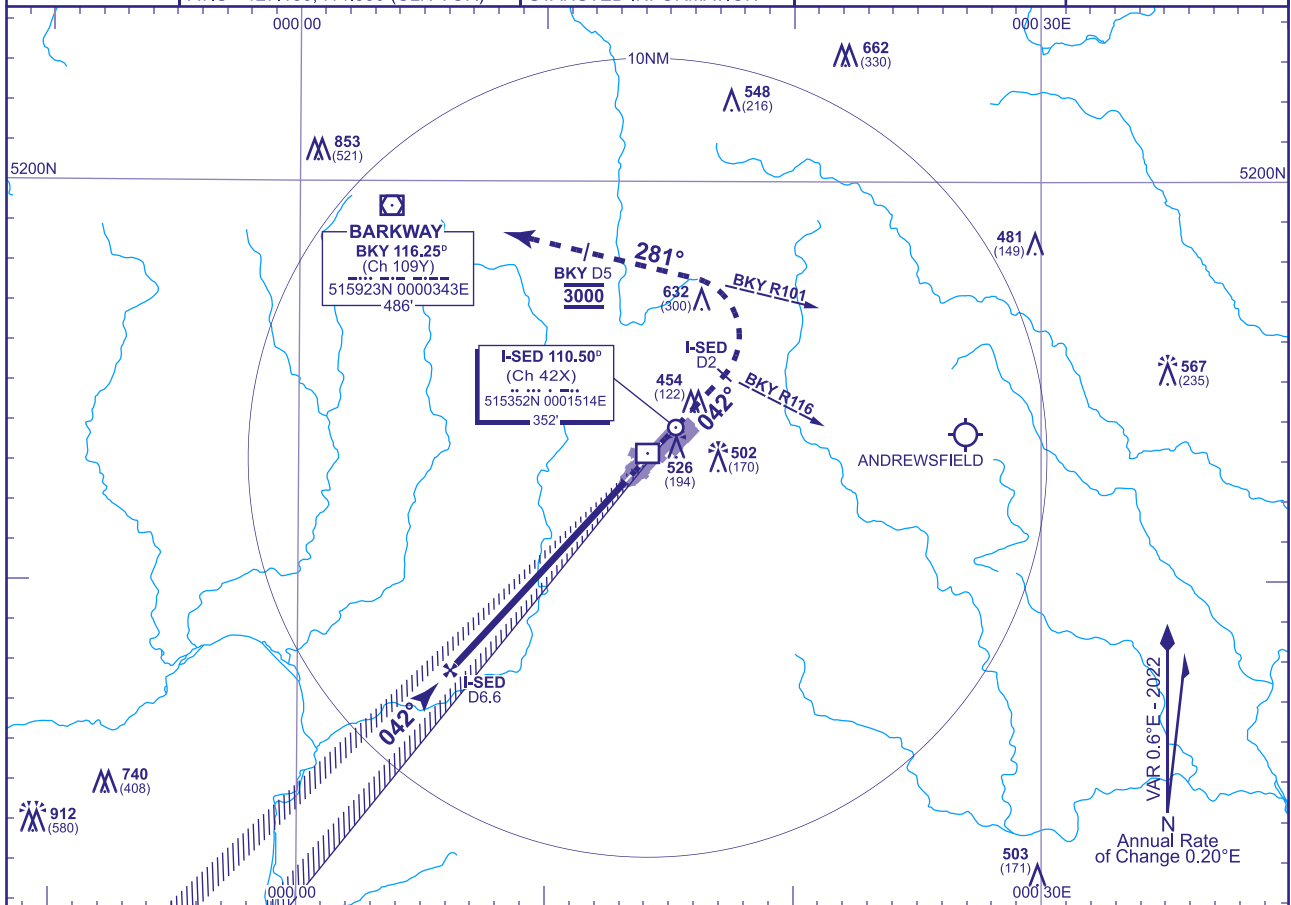 000 00
000 30E
10NM
662
(330)
548
(216)
853
(521)
5200N
5200N
BARKWAY
BKY 116.25ᴰ
(Ch 109Y)
515923N 0000343E
486'
281°
BKY D5
3000
632
(300)
BKY R101
481
(149)
I-SED
D2
BKY R116
I-SED 110.50ᴰ
(Ch 42X)
515352N 0001514E
352'
454
(122)
042°
567
(235)
526
(194)
502
(170)
ANDREWSFIELD
I-SED
D6.6
042°
740
(408)
912
(580)
VAR 0.6°E - 2022
N
Annual Rate
of Change 0.20°E
503
(171)
000 00
000 30E